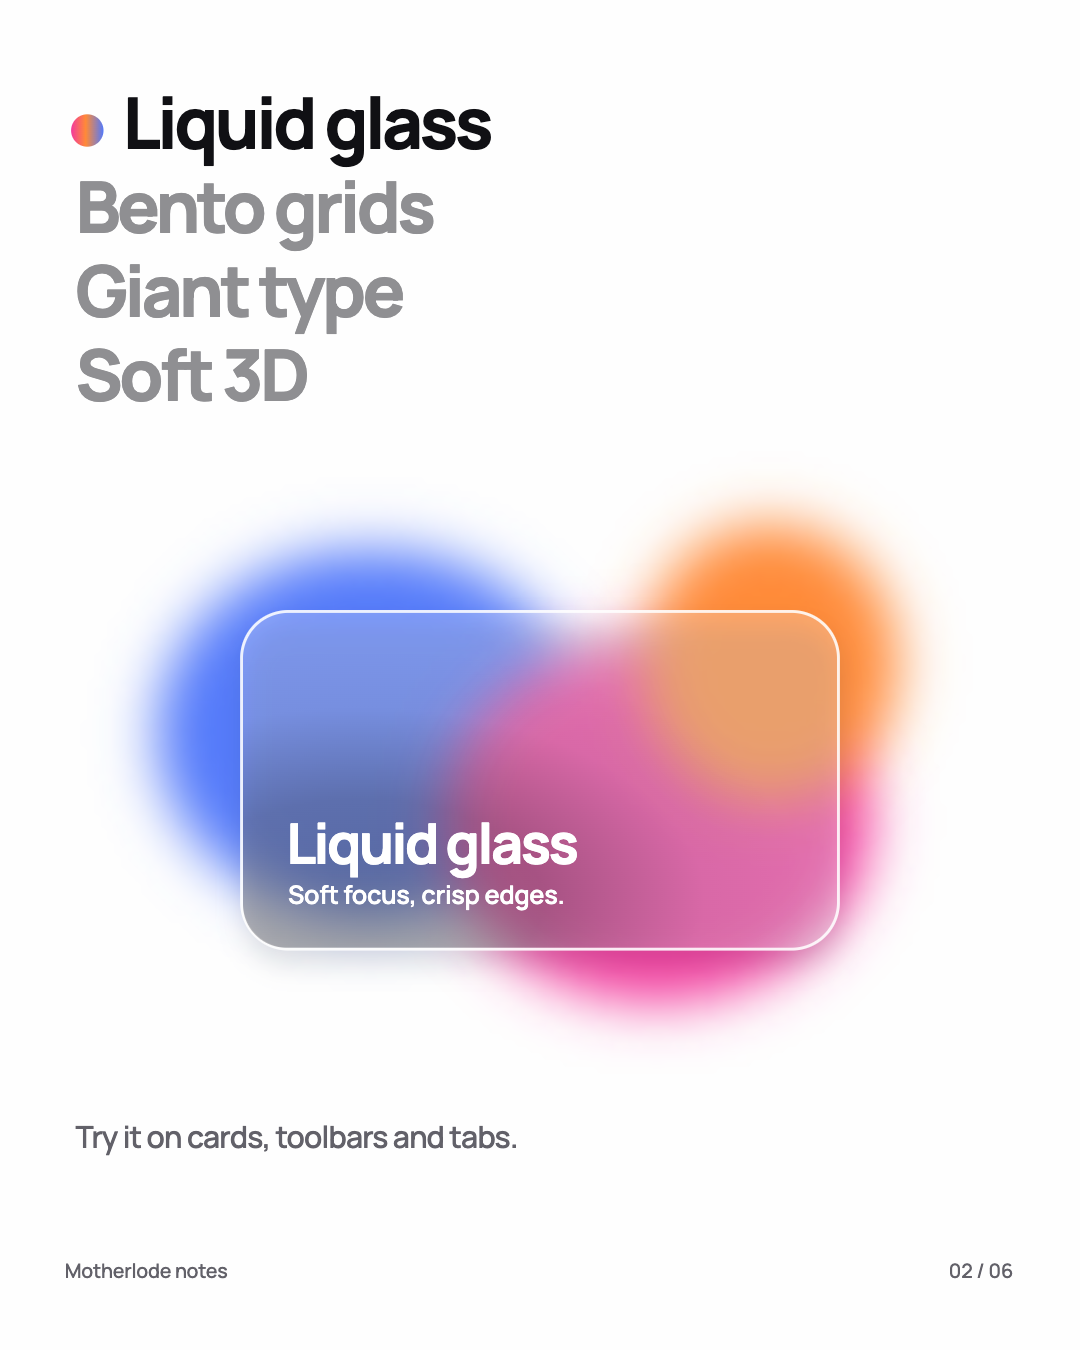 Liquid glass
Bento grids
Giant type
Soft 3D
Liquid glass
Soft focus, crisp edges.
Try it on cards, toolbars and tabs.
Motherlode notes
02 / 06